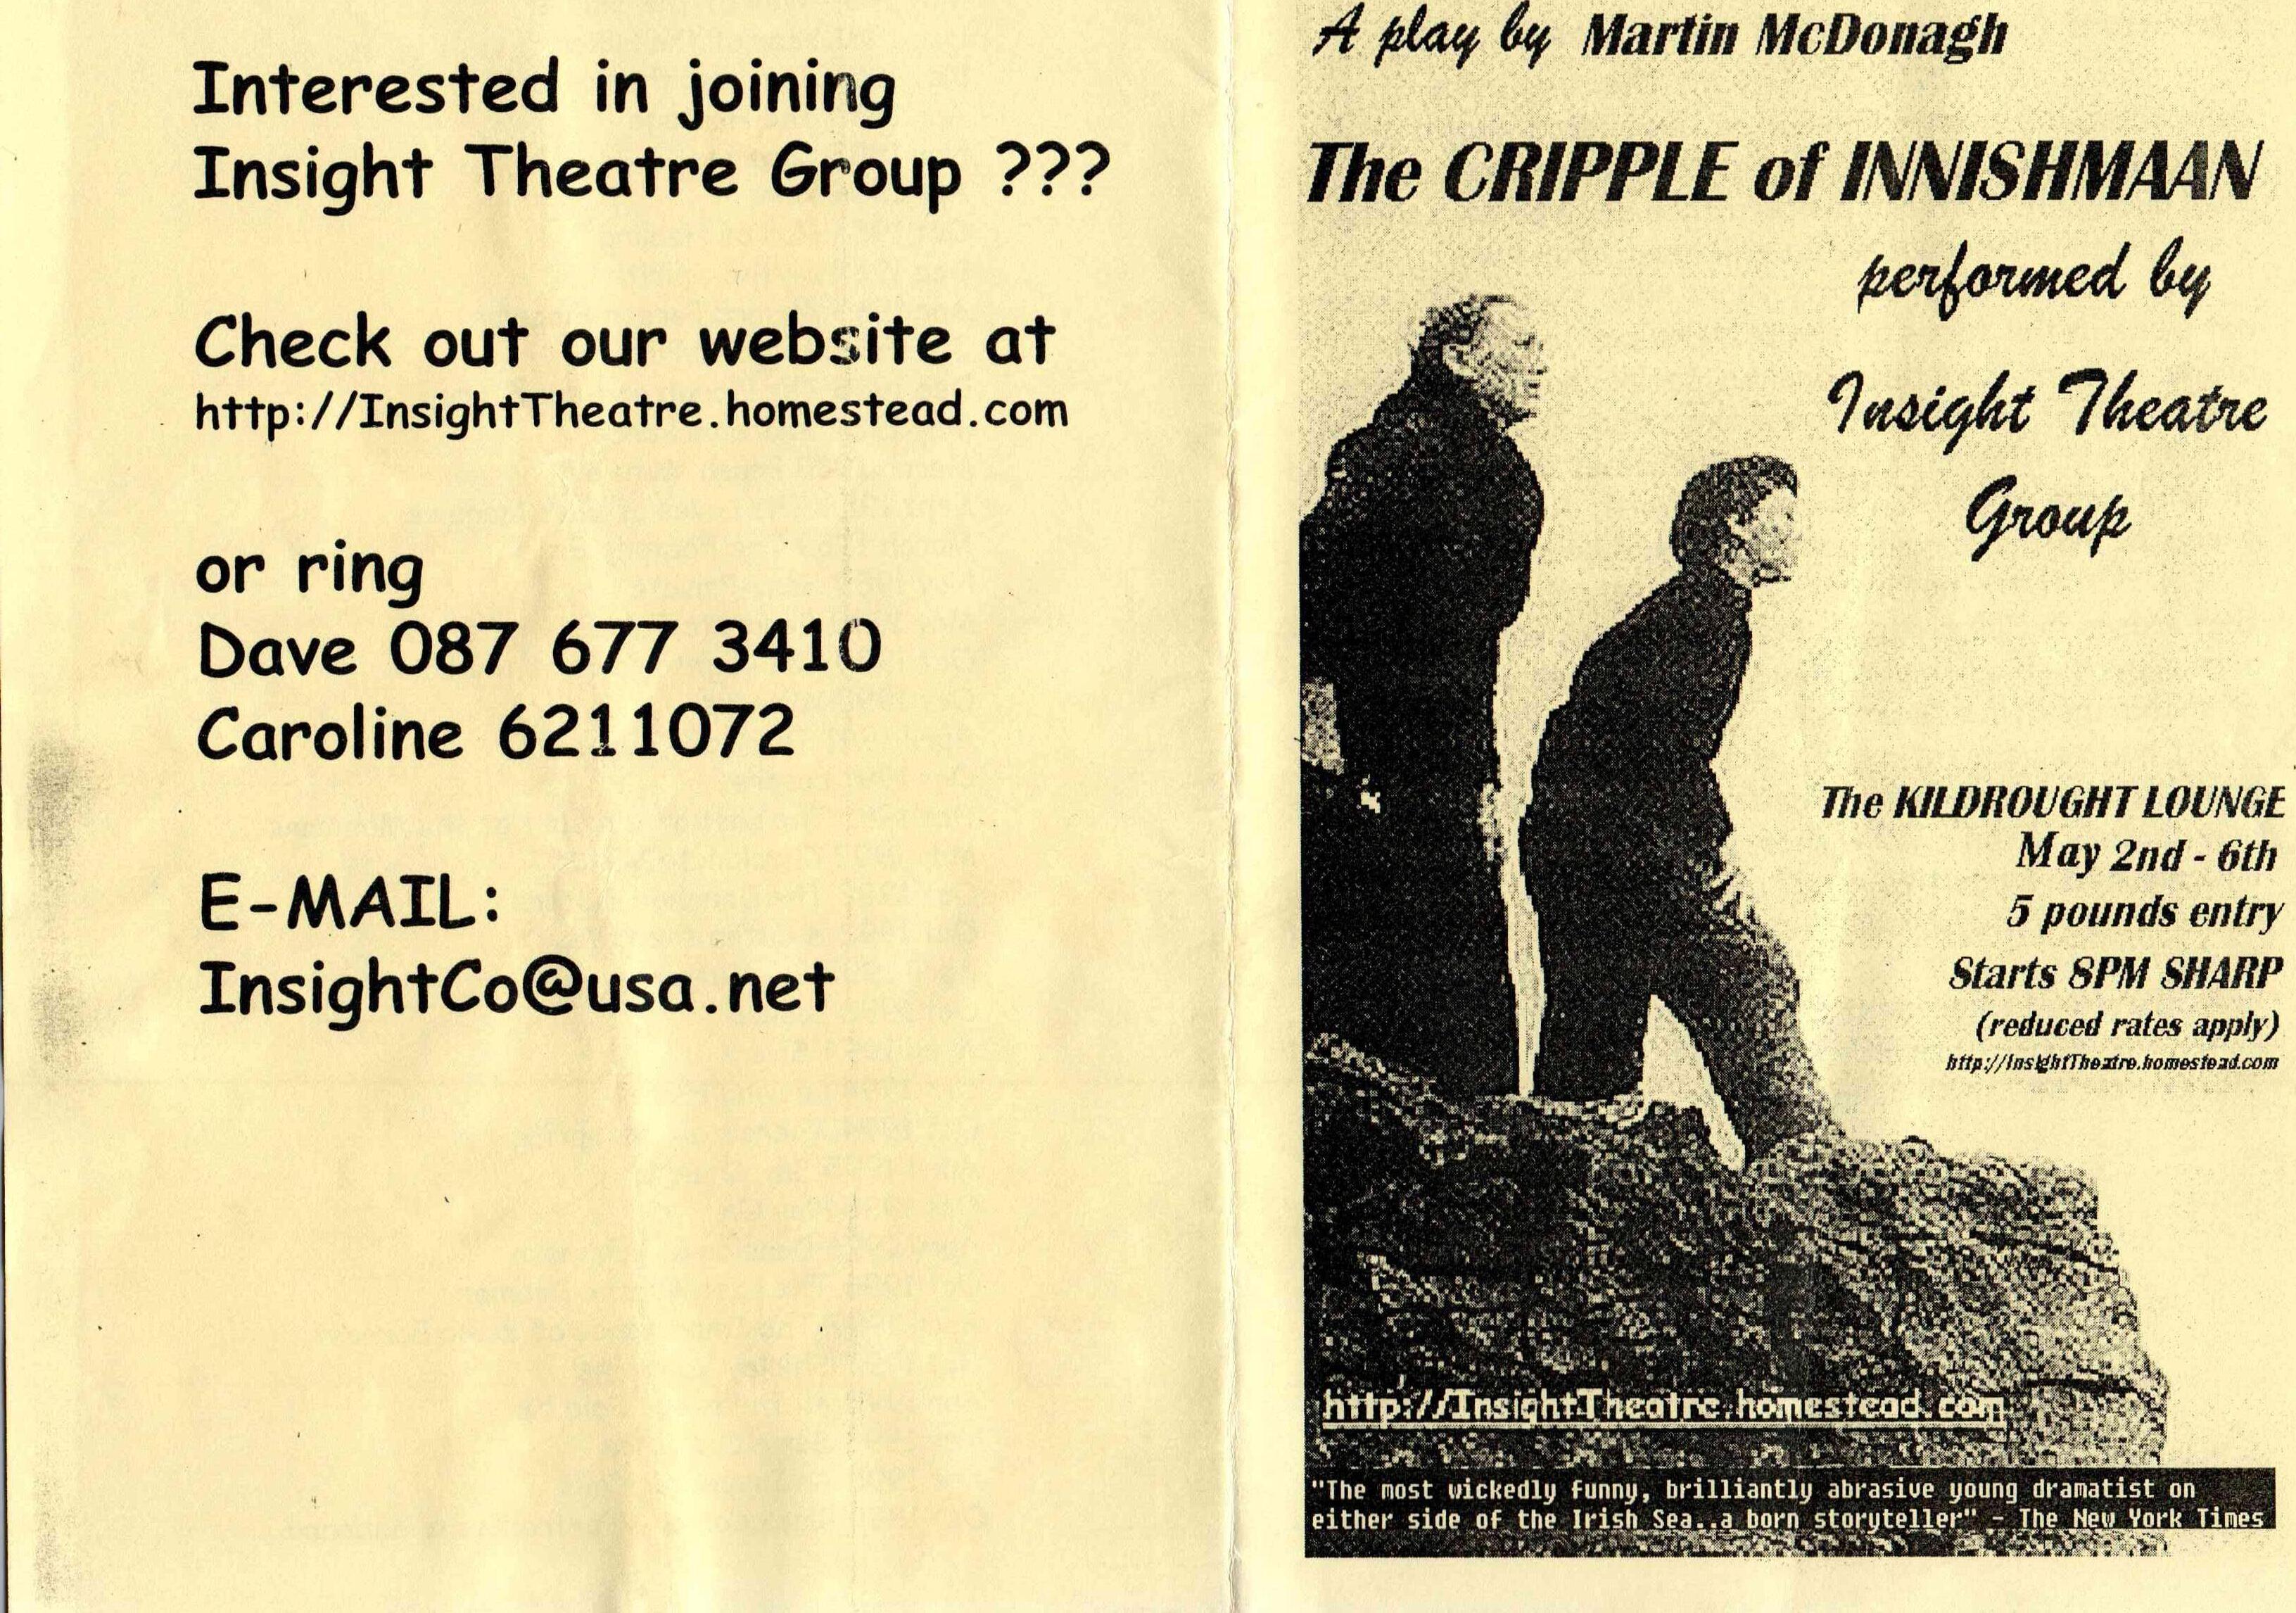 Interested in joining
Insight Theatre Group ???
Check out our website at
http://InsightTheatre.homestead.com
or ring
Dave 087 677 3410
Caroline 6211072
E-MAIL:
InsightCo@usa.net
A play by Martin McDonagh
The CRIPPLE of INNISHMAAN
performed by
Insight Theatre
Group
The KILDROUGHT LOUNGE
May 2nd - 6th
5 pounds entry
Starts 8PM SHARP
(reduced rates apply)
http://InsightTheatre.homestead.com
http://InsightTheatre.homestead.com
"The most wickedly funny, brilliantly abrasive young dramatist on
either side of the Irish Sea..a born storyteller" - The New York Times